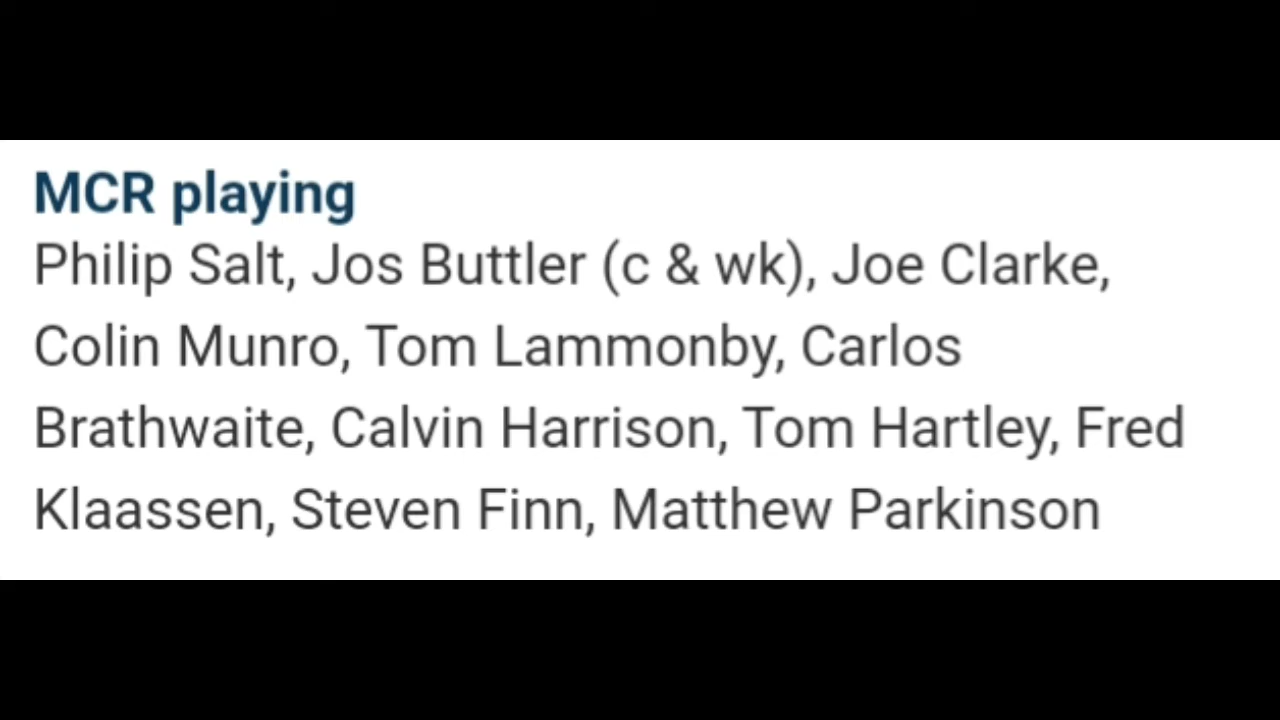 MCR playing
Philip Salt, Jos Buttler (c & wk), Joe Clarke,
Colin Munro, Tom Lammonby, Carlos
Brathwaite, Calvin Harrison, Tom Hartley, Fred
Klaassen, Steven Finn, Matthew Parkinson